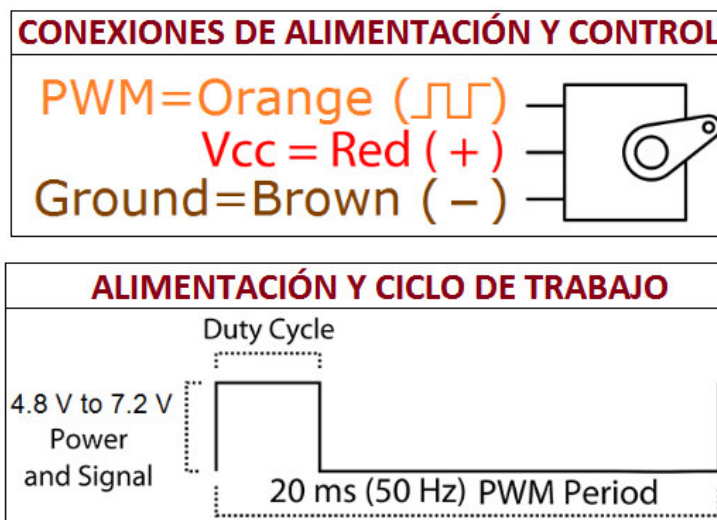 CONEXIONES DE ALIMENTACIÓN Y CONTROL
PWM=Orange ( )
Vcc = Red ( + )
Ground=Brown ( – )
ALIMENTACIÓN Y CICLO DE TRABAJO
Duty Cycle
4.8 V to 7.2 V
Power
and Signal
20 ms (50 Hz) PWM Period